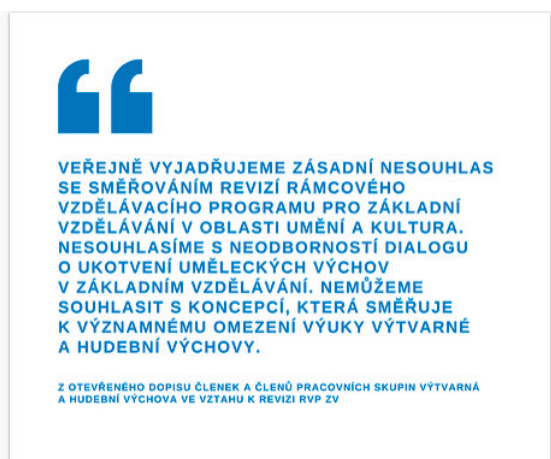 VEŘEJNĚ VYJADŘUJEME ZÁSADNÍ NESOUHLAS
SE SMĚŘOVÁNÍM REVIZÍ RÁMCOVÉHO
VZDĚLÁVACÍHO PROGRAMU PRO ZÁKLADNÍ
VZDĚLÁVÁNÍ V OBLASTI UMĚNÍ A KULTURA.
NESOUHLASÍME S NEODBORNOSTÍ DIALOGU
O UKOTVENÍ UMĚLECKÝCH VÝCHOV
V ZÁKLADNÍM VZDĚLÁVÁNÍ. NEMŮŽEME
SOUHLASIT S KONCEPCÍ, KTERÁ SMĚŘUJE
K VÝZNAMNÉMU OMEZENÍ VÝUKY VÝTVARNÉ
A HUDEBNÍ VÝCHOVY.
Z OTEVŘENÉHO DOPISU ČLENEK A ČLENŮ PRACOVNÍCH SKUPIN VÝTVARNÁ
A HUDEBNÍ VÝCHOVA VE VZTAHU K REVIZI RVP ZV